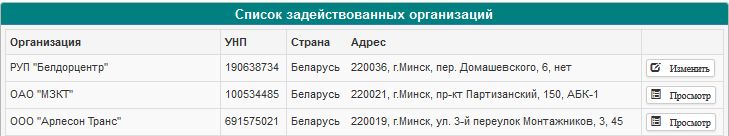 Список задействованных организаций
Организация УНП Страна Адрес
РУП "Белдорцентр" 190638734 Беларусь 220036, г.Минск, пер. Домашевского, 6, нет Изменить
ОАО "МЗКТ" 100534485 Беларусь 220021, г.Минск, пр-кт Партизанский, 150, АБК-1 Просмотр
ООО "Арлесон Транс" 691575021 Беларусь 220019, г.Минск, ул. 3-й переулок Монтажников, 3, 45 Просмотр